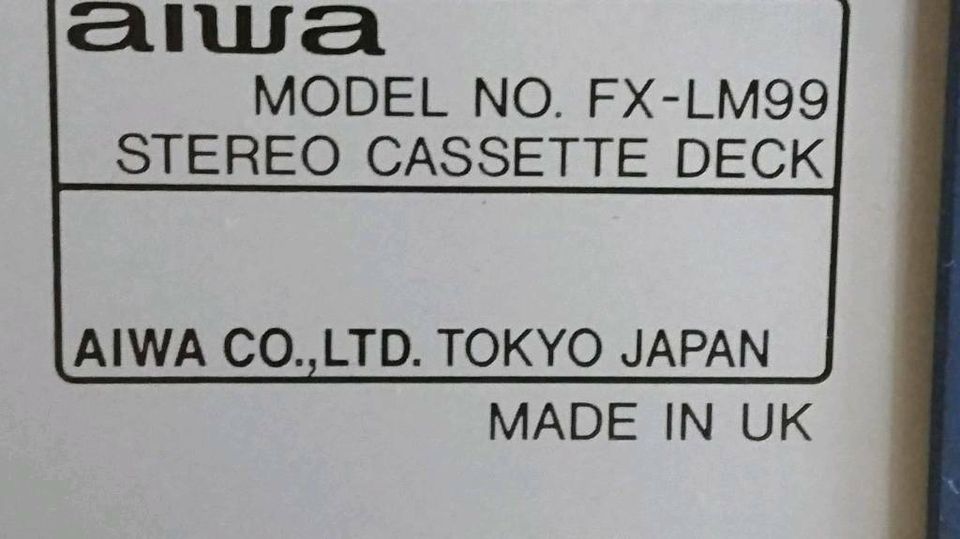 aiwa
MODEL NO. FX-LM99
STEREO CASSETTE DECK
AIWA CO.,LTD. TOKYO JAPAN
MADE IN UK